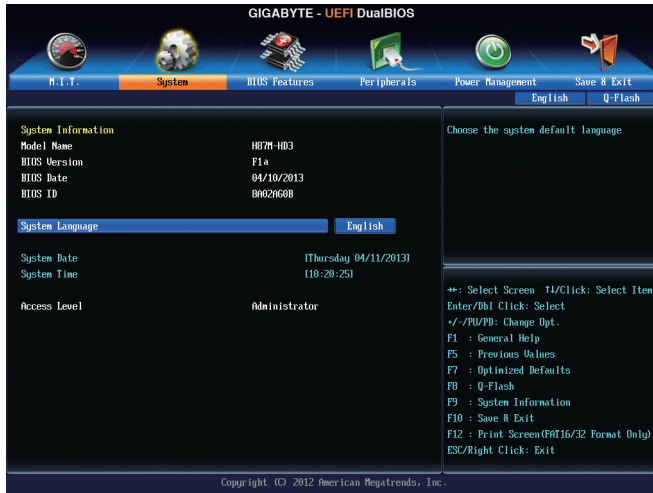 GIGABYTE - UEFI DualBIOS
M.I.T. System BIOS Features Peripherals Power Management Save & Exit
English Q-Flash
System Information
Model Name H87M-HD3
BIOS Version F1a
BIOS Date 04/10/2013
BIOS ID 8A02AG0B
System Language English
System Date [Thursday 04/11/2013]
System Time [10:20:25]
Access Level Administrator
Choose the system default language
↔: Select Screen ↑↓/Click: Select Item
Enter/Dbl Click: Select
+/-/PU/PD: Change Opt.
F1 : General Help
F5 : Previous Values
F7 : Optimized Defaults
F8 : Q-Flash
F9 : System Information
F10 : Save & Exit
F12 : Print Screen(FAT16/32 Format Only)
ESC/Right Click: Exit
Copyright (C) 2012 American Megatrends, Inc.